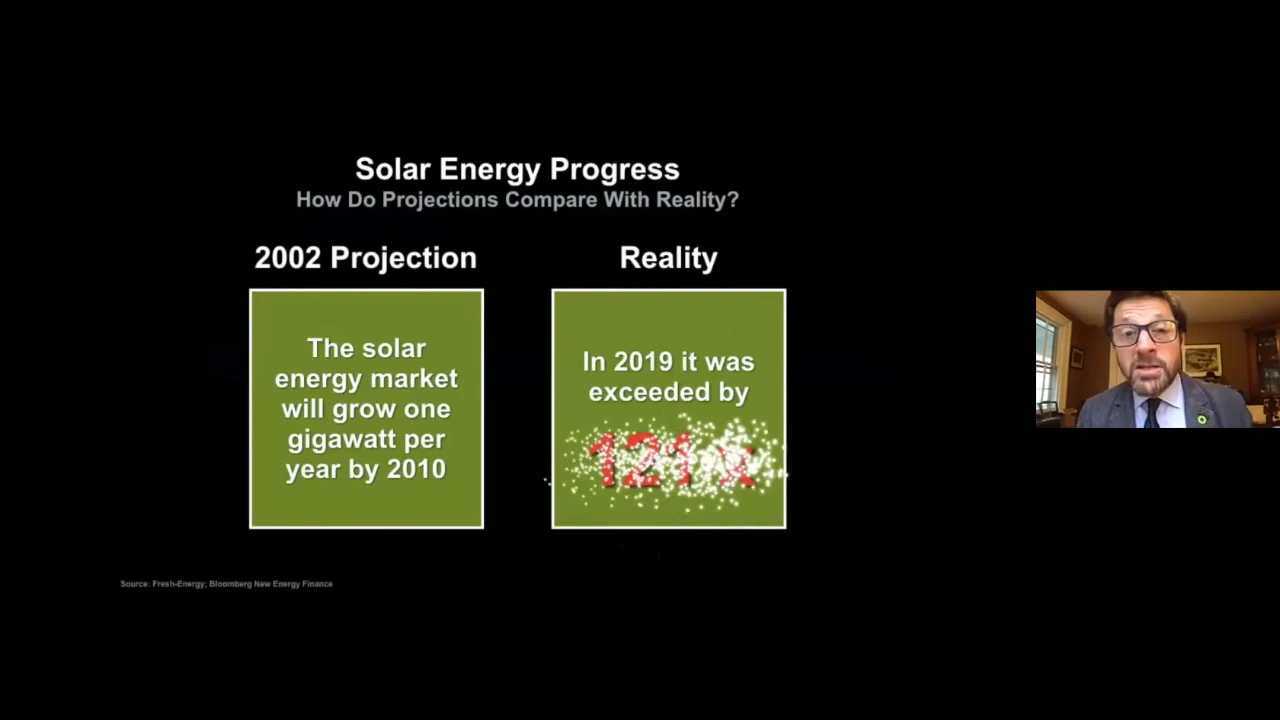 Solar Energy Progress
How Do Projections Compare With Reality?
2002 Projection
The solar
energy market
will grow one
gigawatt per
year by 2010
Reality
In 2019 it was
exceeded by
121x
Source: Fresh-Energy; Bloomberg New Energy Finance